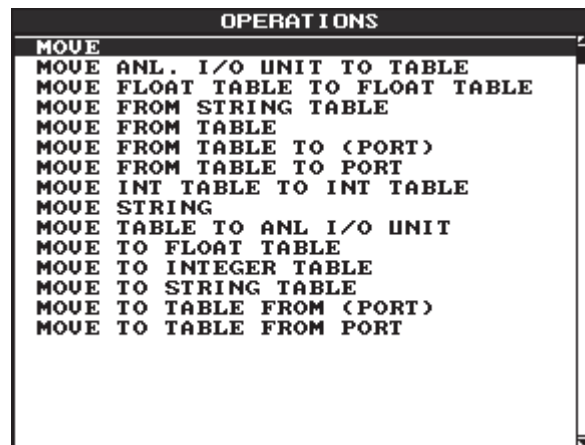 OPERATIONS
MOVE
MOVE ANL. I/O UNIT TO TABLE
MOVE FLOAT TABLE TO FLOAT TABLE
MOVE FROM STRING TABLE
MOVE FROM TABLE
MOVE FROM TABLE TO (PORT)
MOVE FROM TABLE TO PORT
MOVE INT TABLE TO INT TABLE
MOVE STRING
MOVE TABLE TO ANL I/O UNIT
MOVE TO FLOAT TABLE
MOVE TO INTEGER TABLE
MOVE TO STRING TABLE
MOVE TO TABLE FROM (PORT)
MOVE TO TABLE FROM PORT